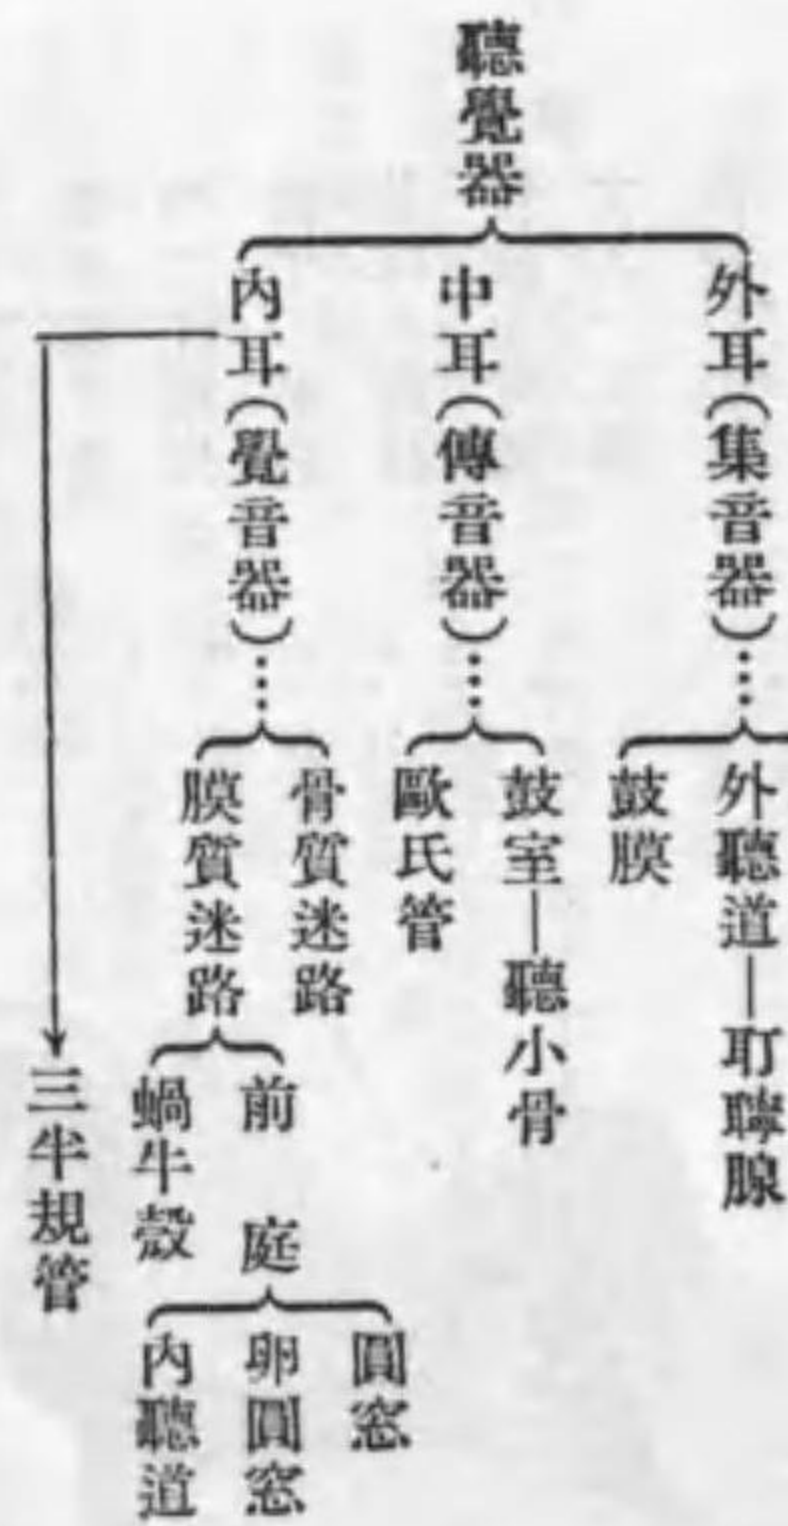 聽覺器
外耳(集音器)…
外聽道—耵聹腺
鼓膜
中耳(傳音器)…
鼓室—聽小骨
歐氏管
內耳(覺音器)…
骨質迷路
膜質迷路
前庭
圓窓
卵圓窓
內聽道
蝸牛殼
三半規管